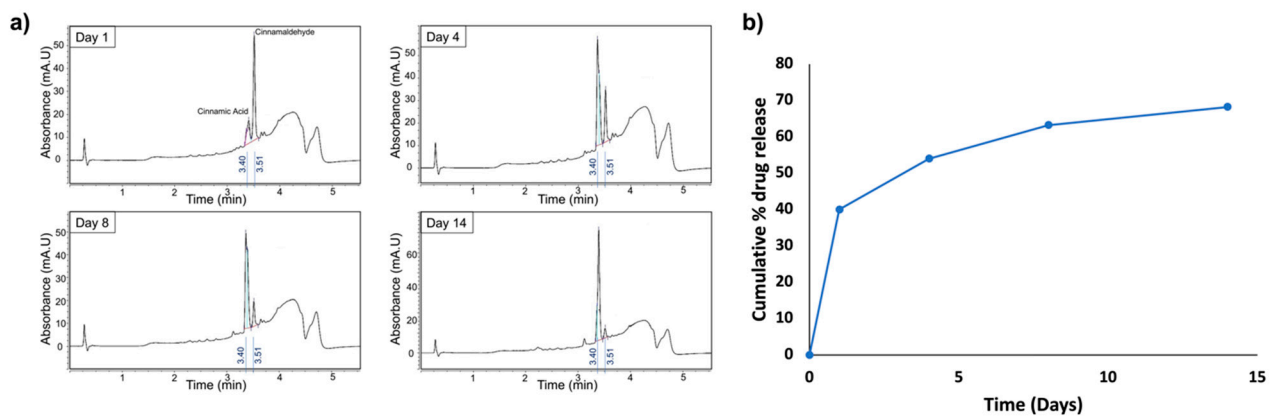 a)
Day 1
Cinnamaldehyde
Cinnamic Acid
Absorbance (mA.U)
50
40
30
20
10
0
3.40
3.51
1 2 3 4 5
Time (min)
Day 4
Absorbance (mA.U)
50
40
30
20
10
0
3.40
3.51
1 2 3 4 5
Time (min)
Day 8
Absorbance (mA.U)
50
40
30
20
10
0
3.40
3.51
1 2 3 4 5
Time (min)
Day 14
Absorbance (mA.U)
60
40
20
0
3.40
3.51
1 2 3 4 5
Time (min)
b)
Cumulative % drug release
80
70
60
50
40
30
20
10
0
0 5 10 15
Time (Days)